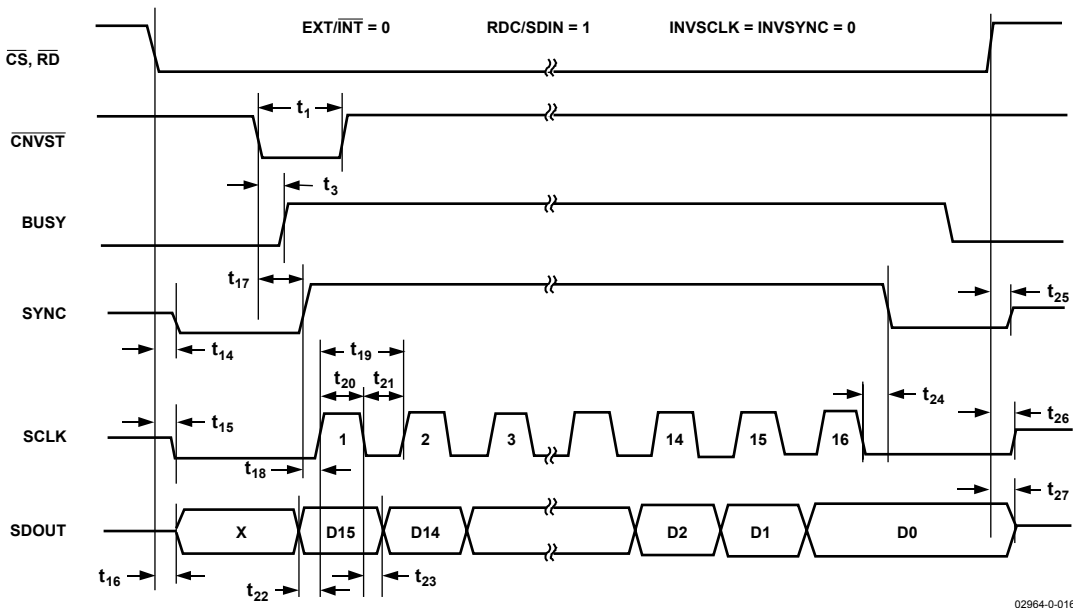 EXT/INT = 0 RDC/SDIN = 1 INVSCLK = INVSYNC = 0
CS, RD
t1
CNVST
t3
BUSY
t17
t25
SYNC
t14
t19
t20 t21
t24
t15
t26
SCLK
1 2 3 14 15 16
t18
t27
SDOUT
X D15 D14 D2 D1 D0
t16
t22
t23
02964-0-016